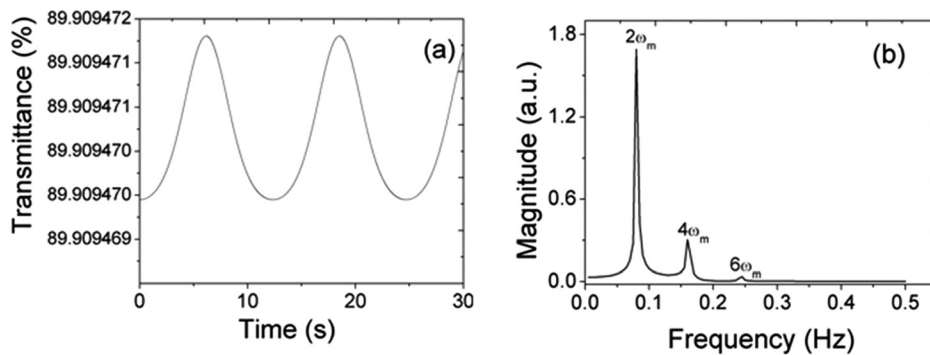 89.909472
89.909471
89.909471
89.909470
89.909470
89.909469
Transmittance (%)
(a)
0
10
20
30
Time (s)
1.8
1.2
0.6
0.0
Magnitude (a.u.)
(b)
2ωm
4ωm
6ωm
0.0
0.1
0.2
0.3
0.4
0.5
Frequency (Hz)